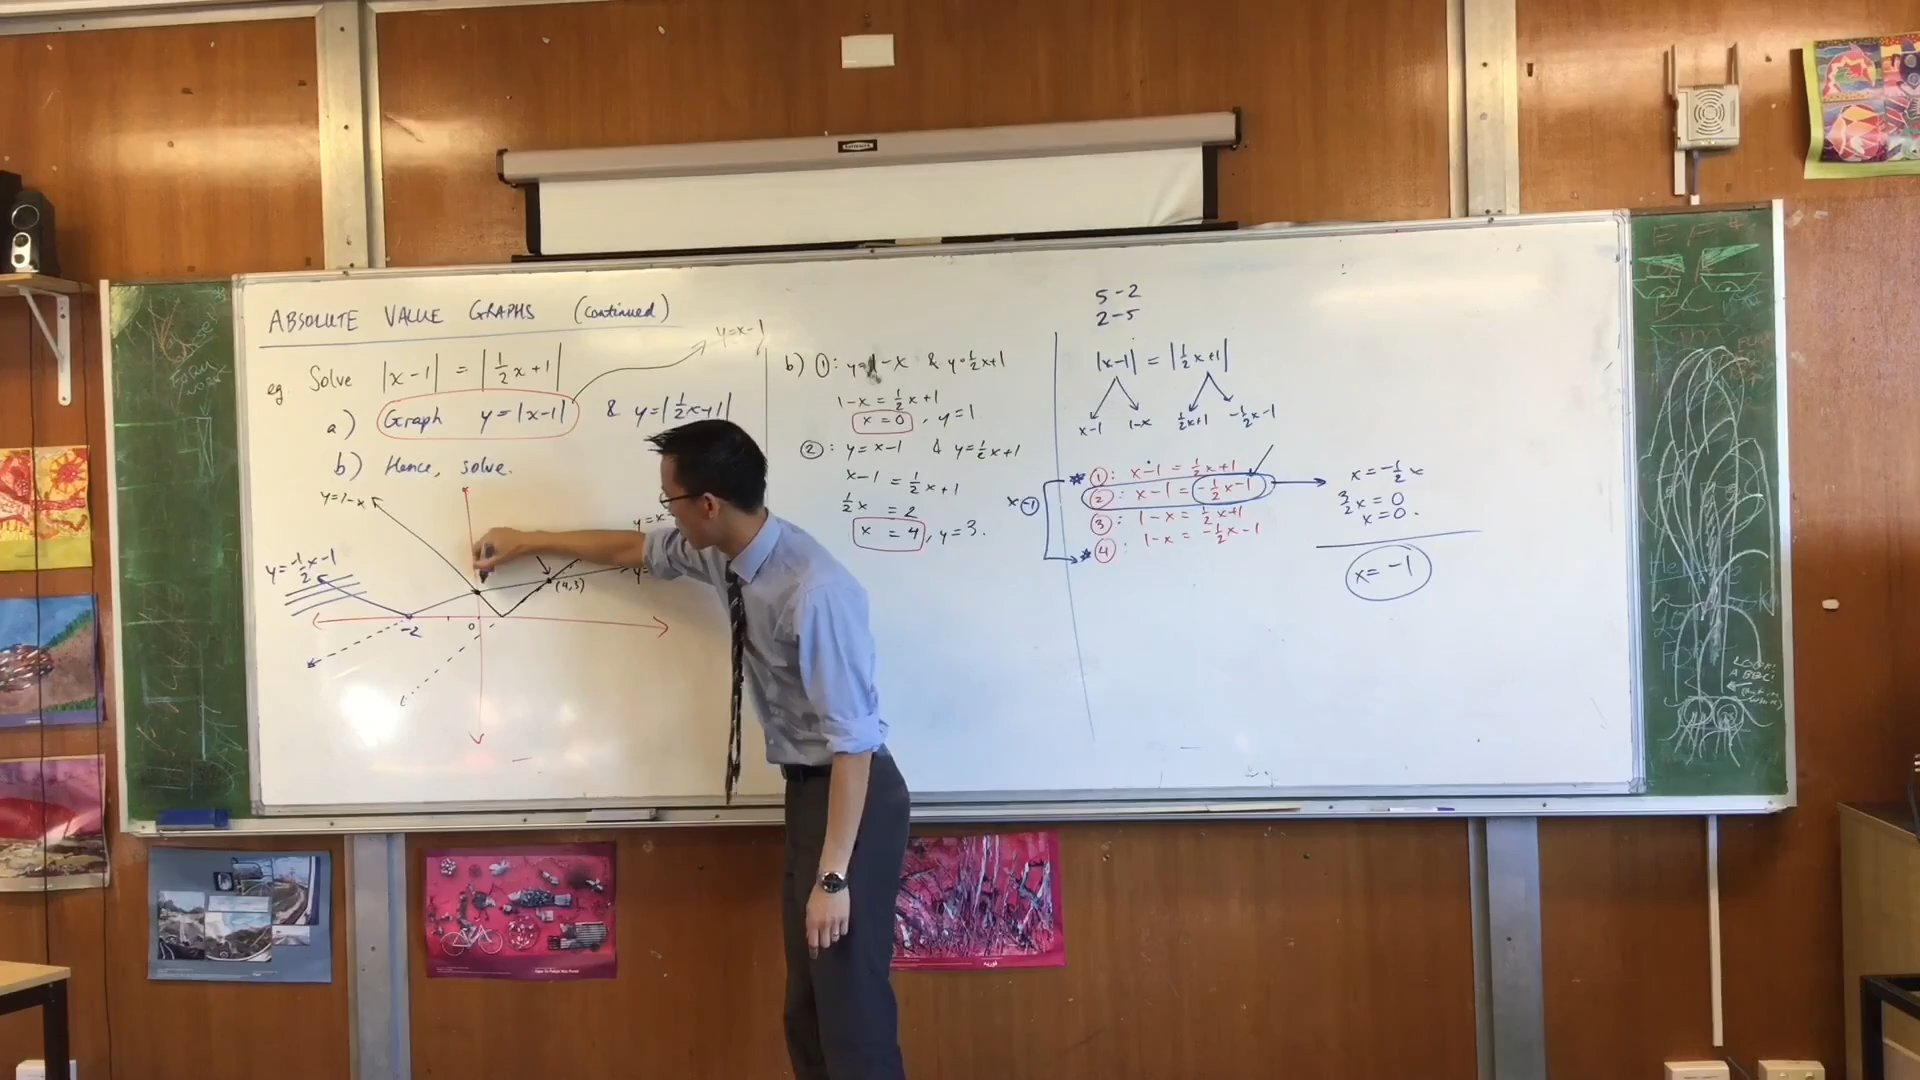 ABSOLUTE VALUE GRAPHS (continued)
eg Solve |x-1| = |½x+1|
a) Graph y=|x-1| & y=|½x+1|
b) Hence, solve.
y=x-1
y=1-x
y=-½x-1
-2
0
(4,3)
b) ①: y=1-x & y=½x+1
1-x = ½x+1
x=0, y=1
②: y=x-1 & y=½x+1
x-1 = ½x+1
½x = 2
x = 4, y=3.
5-2
2-5
|x-1| = |½x+1|
x-1 1-x ½x+1 -½x-1
①: x-1 = ½x+1
②: x-1 = -½x-1
③: 1-x = ½x+1
④: 1-x = -½x-1
x -1
x=-½x
3/2x=0
x=0.
x=-1
LOOK!